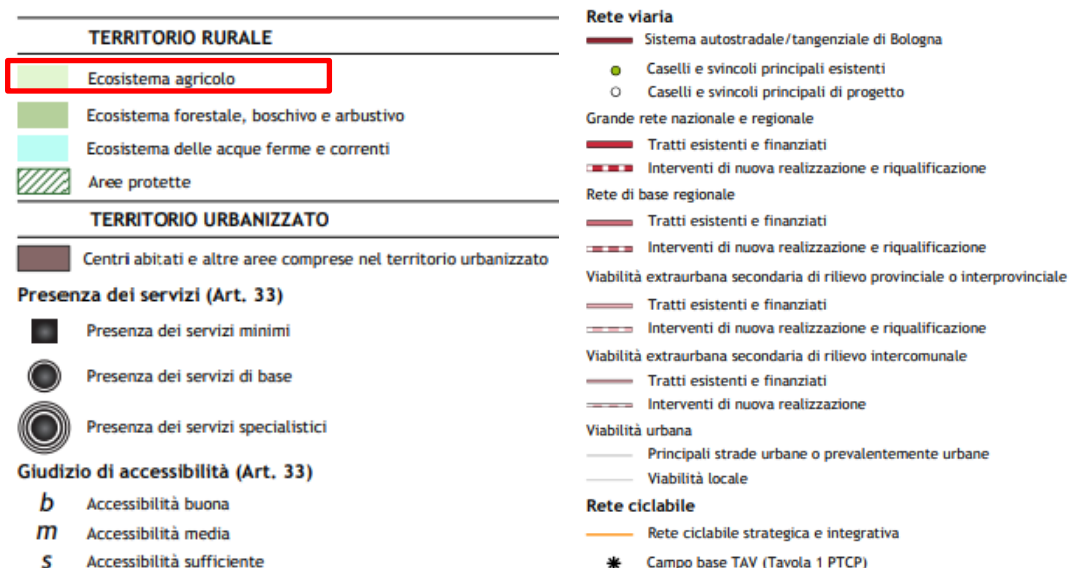 TERRITORIO RURALE
Ecosistema agricolo
Ecosistema forestale, boschivo e arbustivo
Ecosistema delle acque ferme e correnti
Aree protette
TERRITORIO URBANIZZATO
Centri abitati e altre aree comprese nel territorio urbanizzato
Presenza dei servizi (Art. 33)
Presenza dei servizi minimi
Presenza dei servizi di base
Presenza dei servizi specialistici
Giudizio di accessibilità (Art. 33)
b Accessibilità buona
m Accessibilità media
s Accessibilità sufficiente
Rete viaria
Sistema autostradale/tangenziale di Bologna
Caselli e svincoli principali esistenti
Caselli e svincoli principali di progetto
Grande rete nazionale e regionale
Tratti esistenti e finanziati
Interventi di nuova realizzazione e riqualificazione
Rete di base regionale
Tratti esistenti e finanziati
Interventi di nuova realizzazione e riqualificazione
Viabilità extraurbana secondaria di rilievo provinciale o interprovinciale
Tratti esistenti e finanziati
Interventi di nuova realizzazione e riqualificazione
Viabilità extraurbana secondaria di rilievo intercomunale
Tratti esistenti e finanziati
Interventi di nuova realizzazione
Viabilità urbana
Principali strade urbane o prevalentemente urbane
Viabilità locale
Rete ciclabile
Rete ciclabile strategica e integrativa
Campo base TAV (Tavola 1 PTCP)